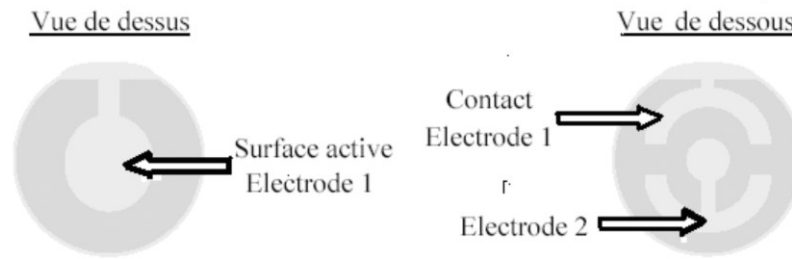 Vue de dessus
Vue de dessous
Surface active
Electrode 1
Contact
Electrode 1
Electrode 2